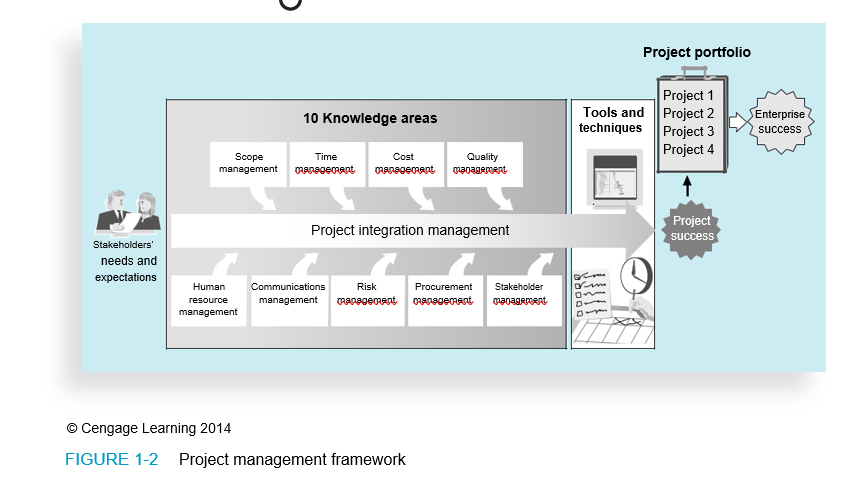 Project portfolio
Project 1
Project 2
Project 3
Project 4
Enterprise
success
10 Knowledge areas
Tools and
techniques
Scope
management
Time
management
Cost
management
Quality
management
Stakeholders'
needs and
expectations
Project integration management
Project
success
Human
resource
management
Communications
management
Risk
management
Procurement
management
Stakeholder
management
© Cengage Learning 2014
FIGURE 1-2 Project management framework